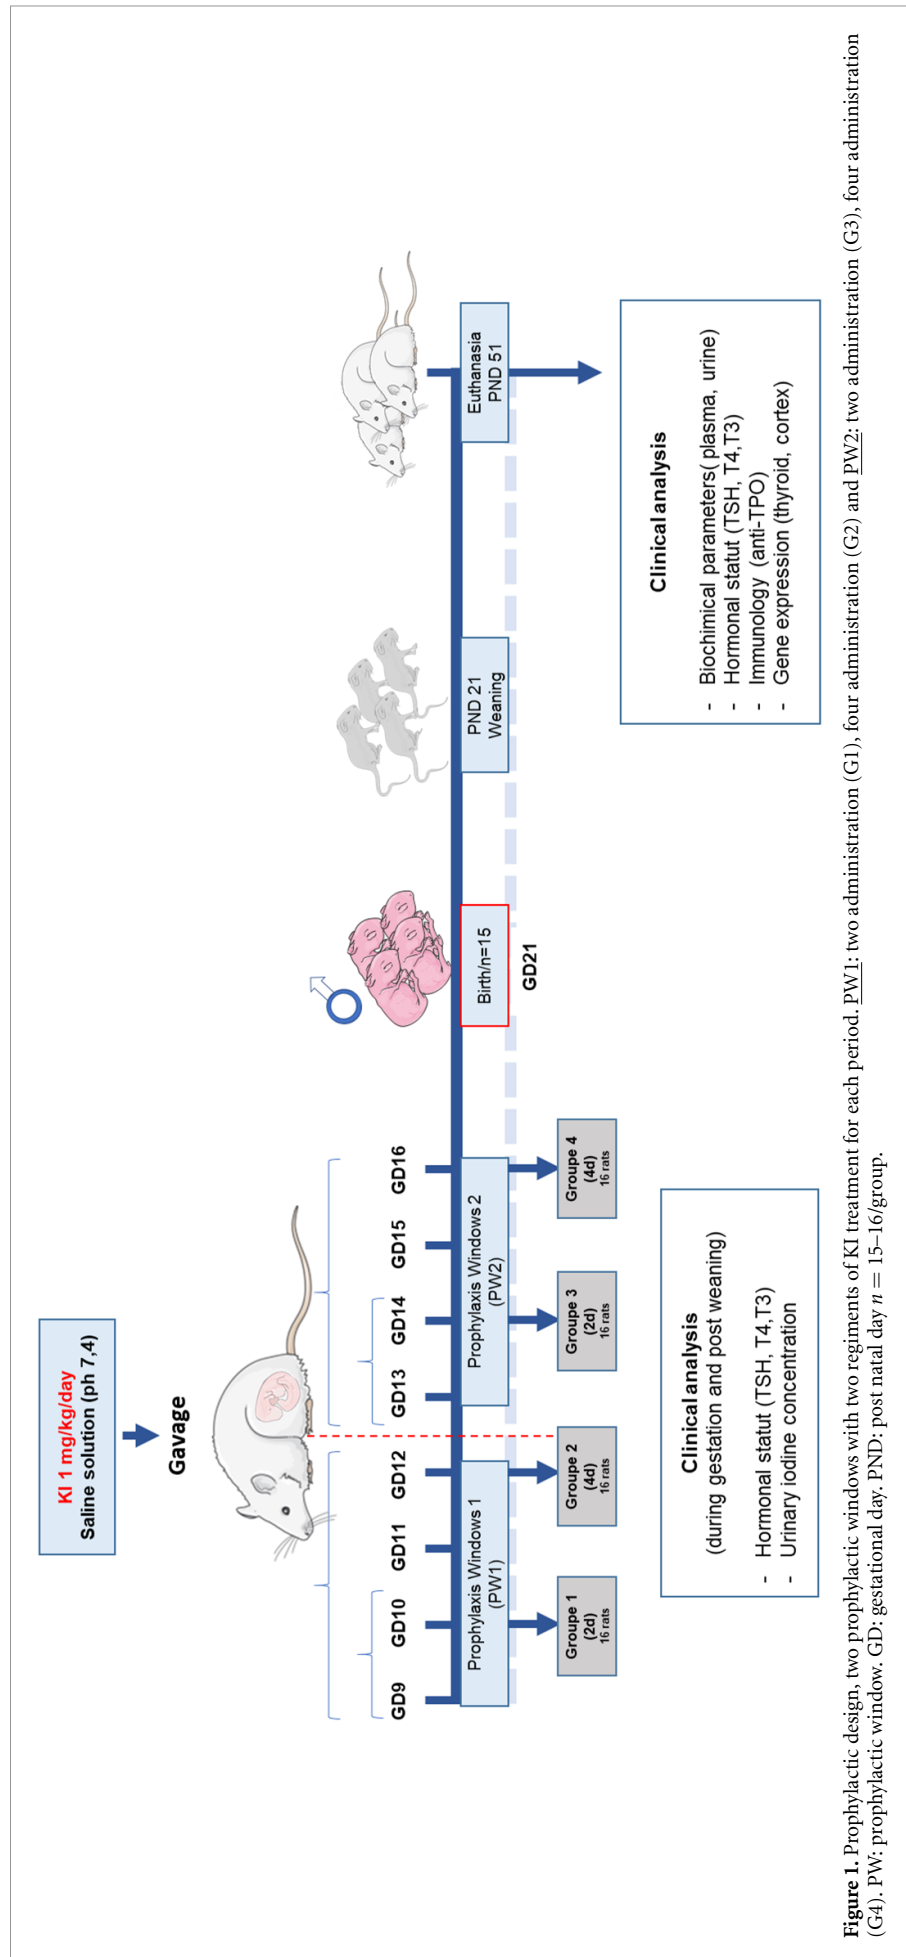 KI 1 mg/kg/day
Saline solution (ph 7,4)
Gavage
GD9
GD10
GD11
GD12
GD13
GD14
GD15
GD16
Prophylaxis Windows 1
(PW1)
Prophylaxis Windows 2
(PW2)
Birth/n=15
GD21
PND 21
Weaning
Euthanasia
PND 51
Groupe 1
(2d)
16 rats
Groupe 2
(4d)
16 rats
Groupe 3
(2d)
16 rats
Groupe 4
(4d)
16 rats
Clinical analysis
(during gestation and post weaning)
- Hormonal statut (TSH, T4,T3)
- Urinary iodine concentration
Clinical analysis
- Biochimical parameters( plasma, urine)
- Hormonal statut (TSH, T4,T3)
- Immunology (anti-TPO)
- Gene expression (thyroid, cortex)
Figure 1. Prophylactic design, two prophylactic windows with two regiments of KI treatment for each period. PW1: two administration (G1), four administration (G2) and PW2: two administration (G3), four administration
(G4). PW: prophylactic window. GD: gestational day. PND: post natal day n = 15–16/group.